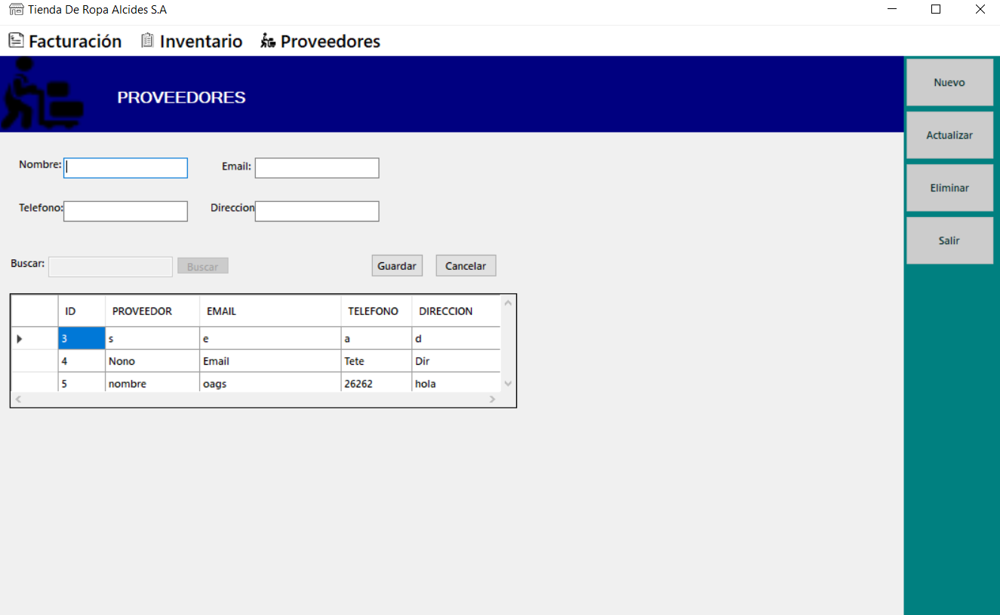 Tienda De Ropa Alcides S.A
Facturación Inventario Proveedores
PROVEEDORES
Nuevo
Actualizar
Eliminar
Salir
Nombre: Email:
Telefono: Direccion
Buscar: Buscar Guardar Cancelar
ID PROVEEDOR EMAIL TELEFONO DIRECCION
3 s e a d
4 Nono Email Tete Dir
5 nombre oags 26262 hola